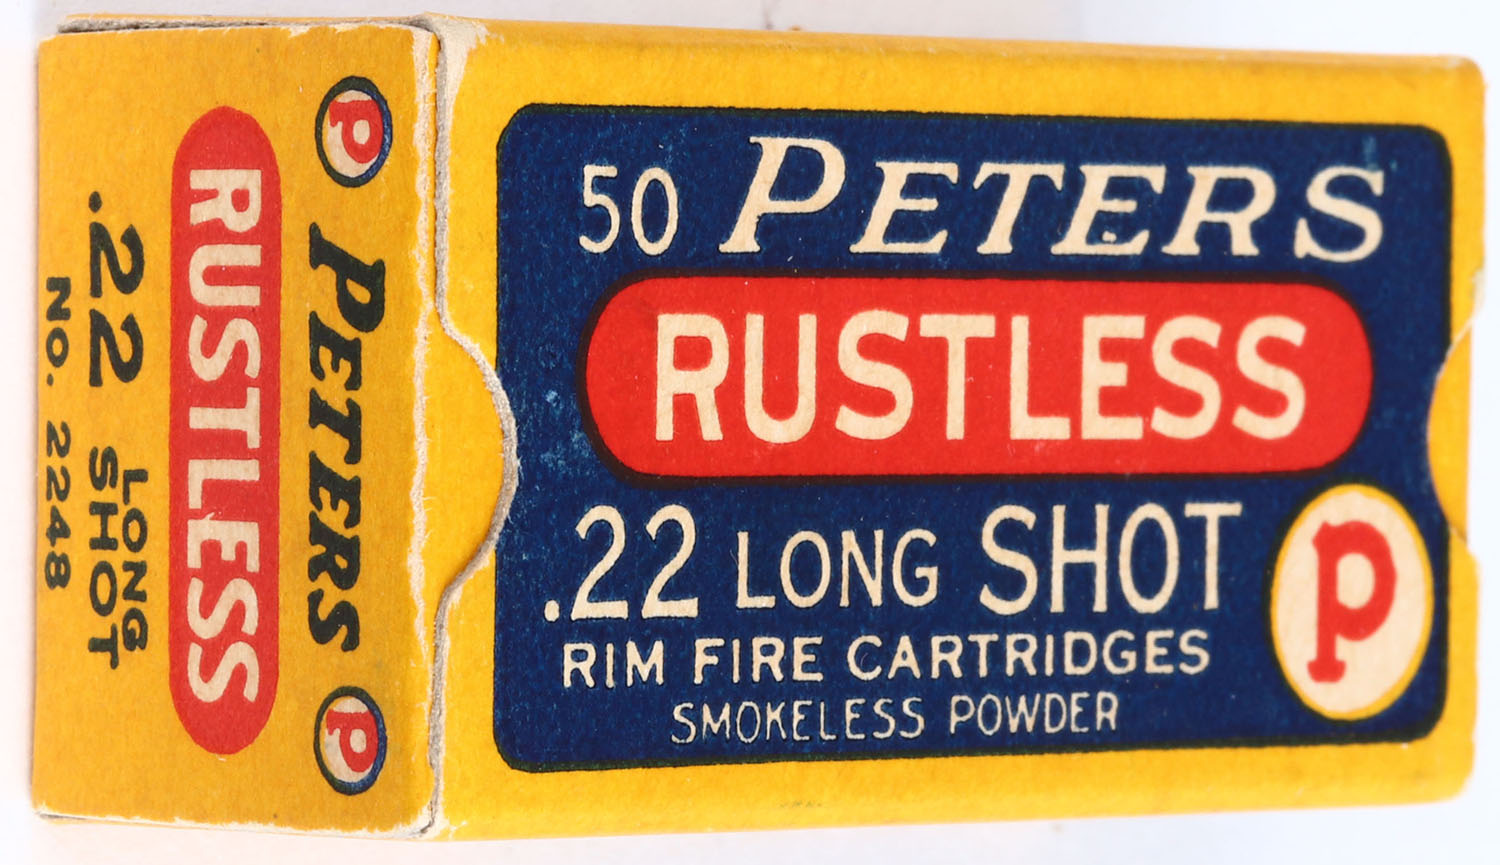 50 PETERS
RUSTLESS
.22 LONG SHOT
RIM FIRE CARTRIDGES
SMOKELESS POWDER
P
P PETERS P
RUSTLESS
.22 LONG SHOT
NO. 2248